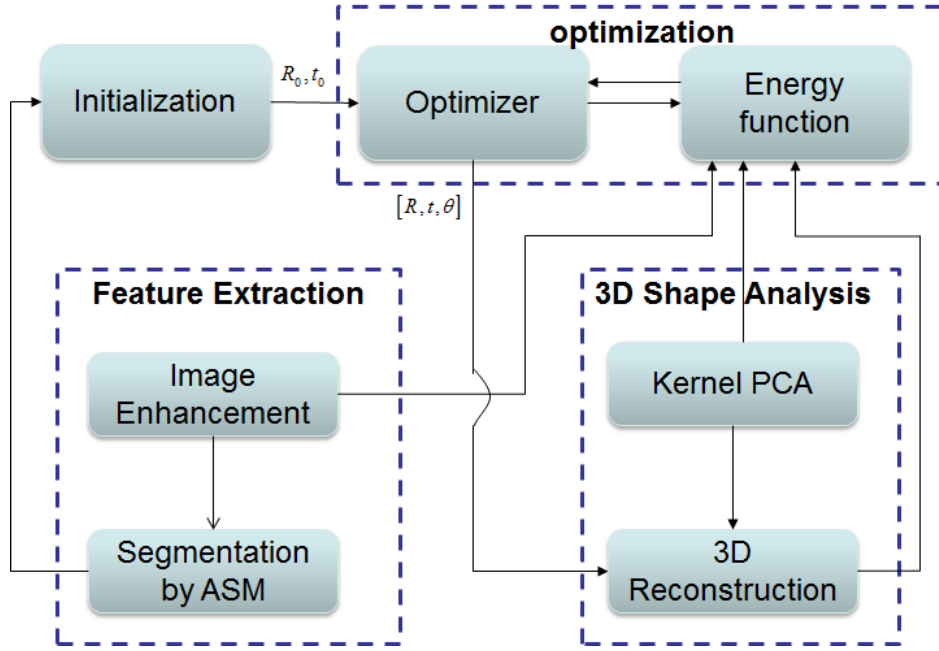 optimization
Initialization
R₀, t₀
Optimizer
Energy
function
[R, t, θ]
Feature Extraction
3D Shape Analysis
Image
Enhancement
Kernel PCA
Segmentation
by ASM
3D
Reconstruction